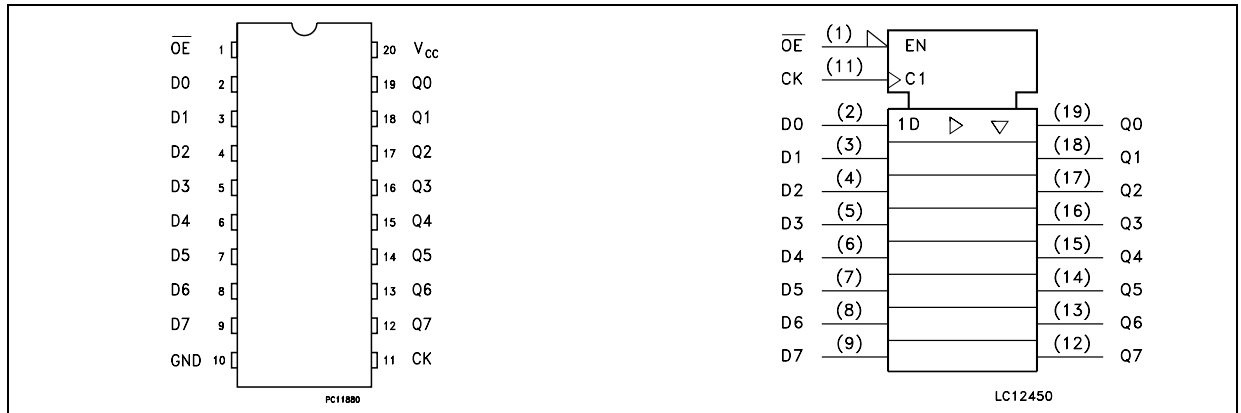 OE 1 20 VCC
D0 2 19 Q0
D1 3 18 Q1
D2 4 17 Q2
D3 5 16 Q3
D4 6 15 Q4
D5 7 14 Q5
D6 8 13 Q6
D7 9 12 Q7
GND 10 11 CK
PC11880
OE (1) EN
CK (11) C1
D0 (2) 1D (19) Q0
D1 (3) (18) Q1
D2 (4) (17) Q2
D3 (5) (16) Q3
D4 (6) (15) Q4
D5 (7) (14) Q5
D6 (8) (13) Q6
D7 (9) (12) Q7
LC12450